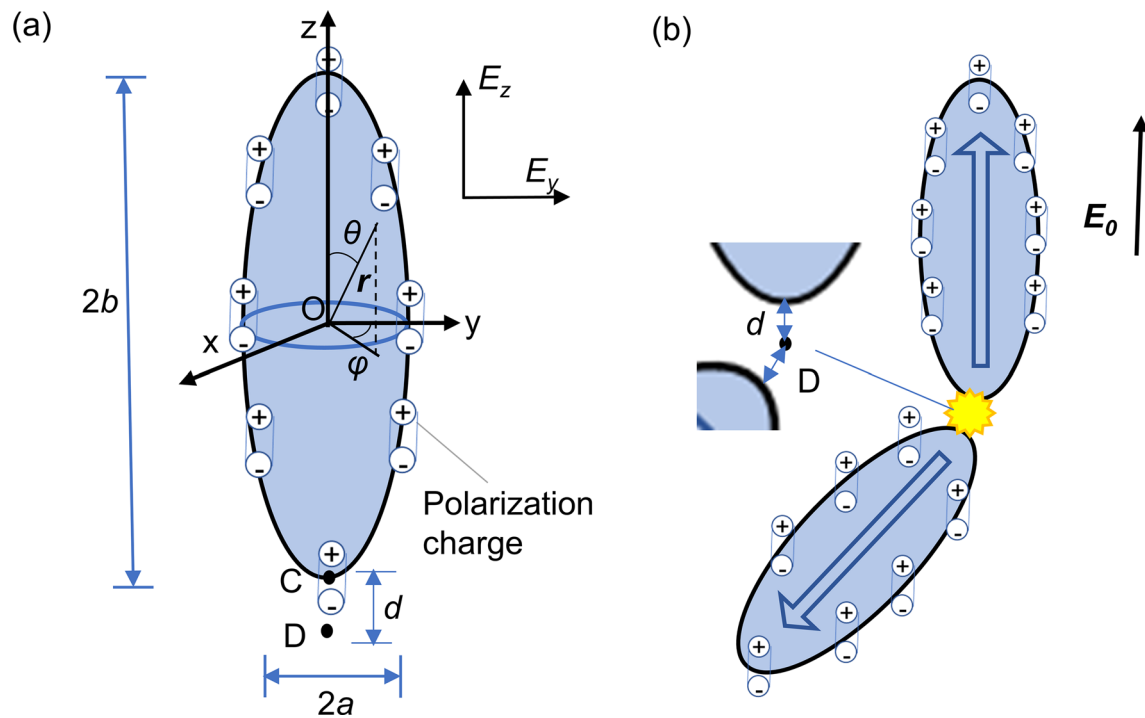 (a)
z
E_z
E_y
θ
r
O
y
x
φ
2b
Polarization
charge
C
D
d
2a
(b)
E_0
d
D